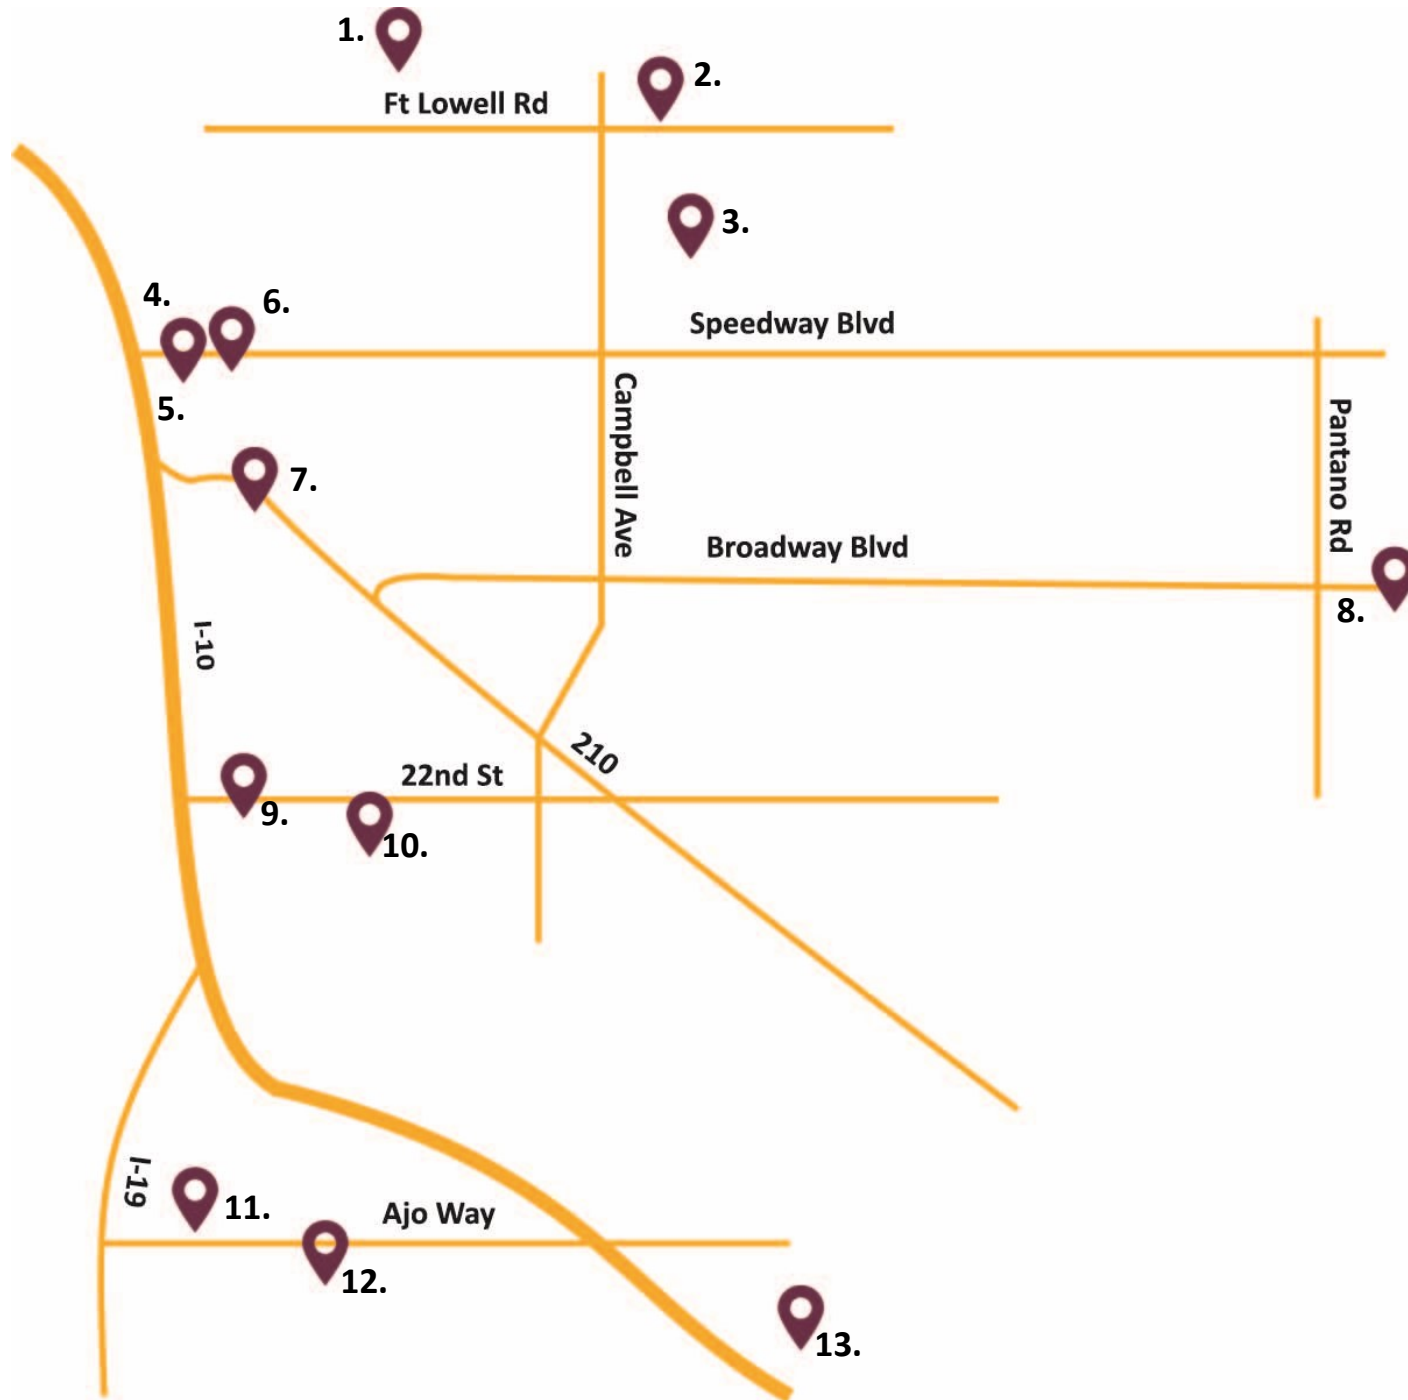 1.
2.
Ft Lowell Rd
3.
4.
6.
Speedway Blvd
5.
Campbell Ave
Pantano Rd
7.
Broadway Blvd
8.
I-10
210
22nd St
9.
10.
I-19
11.
Ajo Way
12.
13.